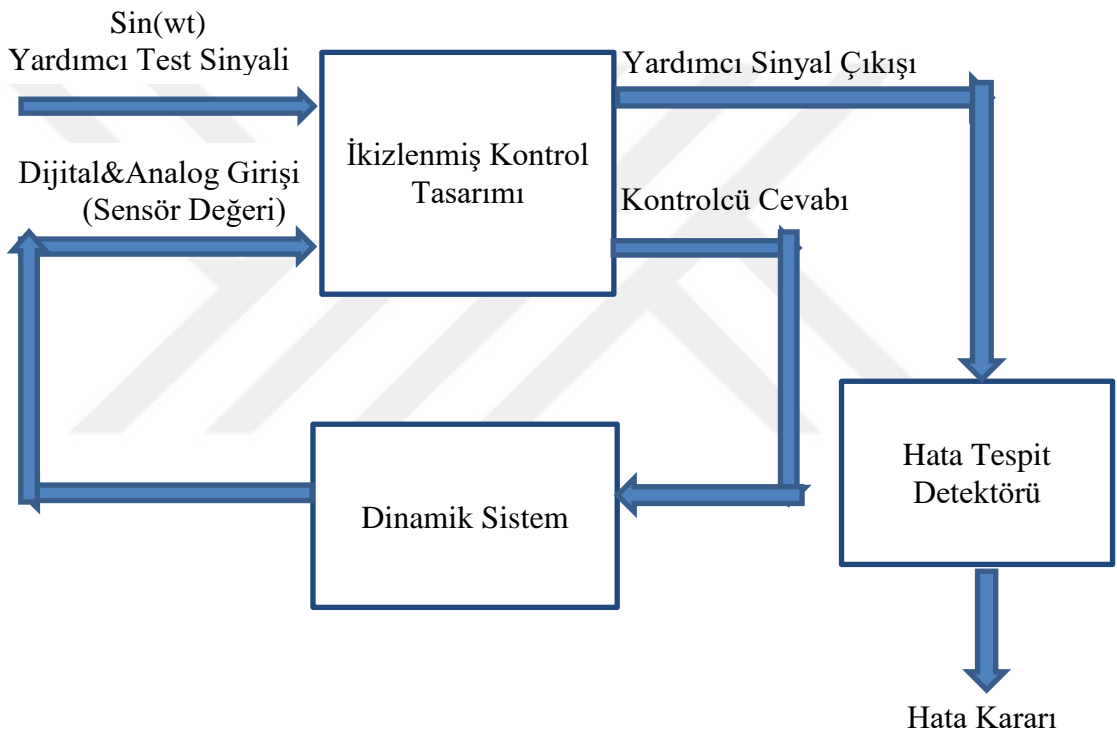 Sin(wt)
Yardımcı Test Sinyali
Yardımcı Sinyal Çıkışı
İkizlenmiş Kontrol
Tasarımı
Dijital&Analog Girişi
(Sensör Değeri)
Kontrolcü Cevabı
Hata Tespit
Detektörü
Dinamik Sistem
Hata Kararı